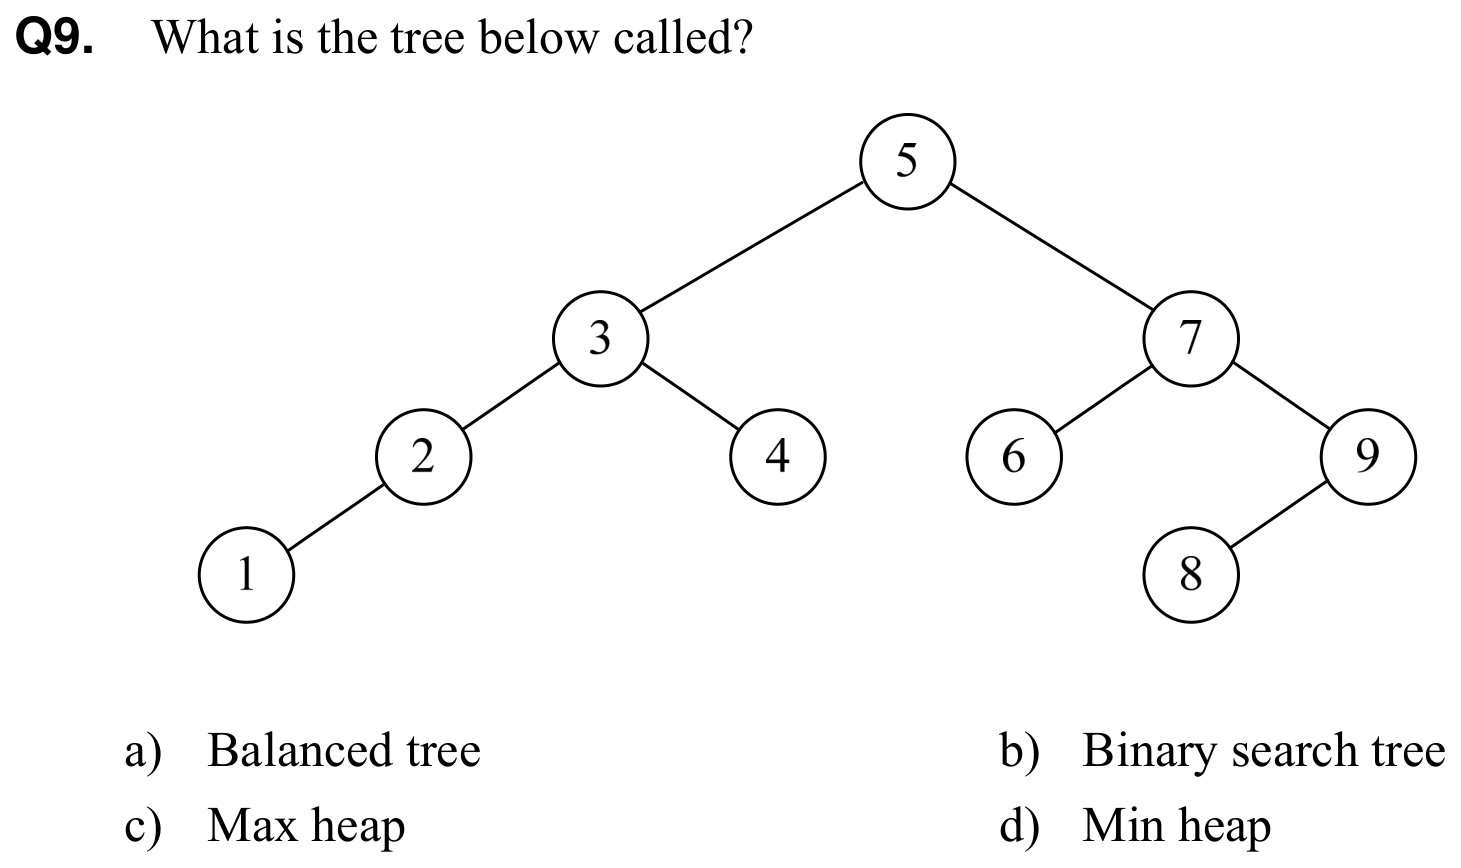 Q9. What is the tree below called?
5
3 7
2 4 6 9
1 8
a) Balanced tree b) Binary search tree
c) Max heap d) Min heap